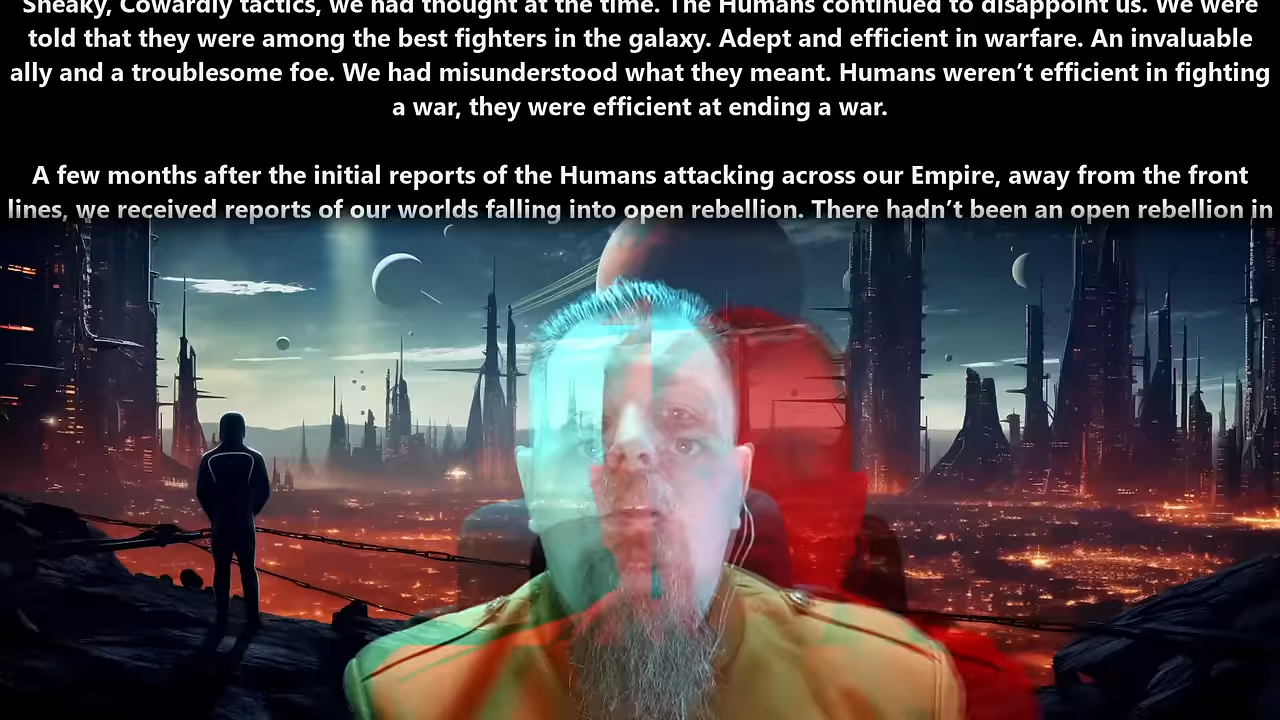 Sneaky, Cowardly tactics, we had thought at the time. The Humans continued to disappoint us. We were
told that they were among the best fighters in the galaxy. Adept and efficient in warfare. An invaluable
ally and a troublesome foe. We had misunderstood what they meant. Humans weren’t efficient in fighting
a war, they were efficient at ending a war.
A few months after the initial reports of the Humans attacking across our Empire, away from the front
lines, we received reports of our worlds falling into open rebellion. There hadn’t been an open rebellion in